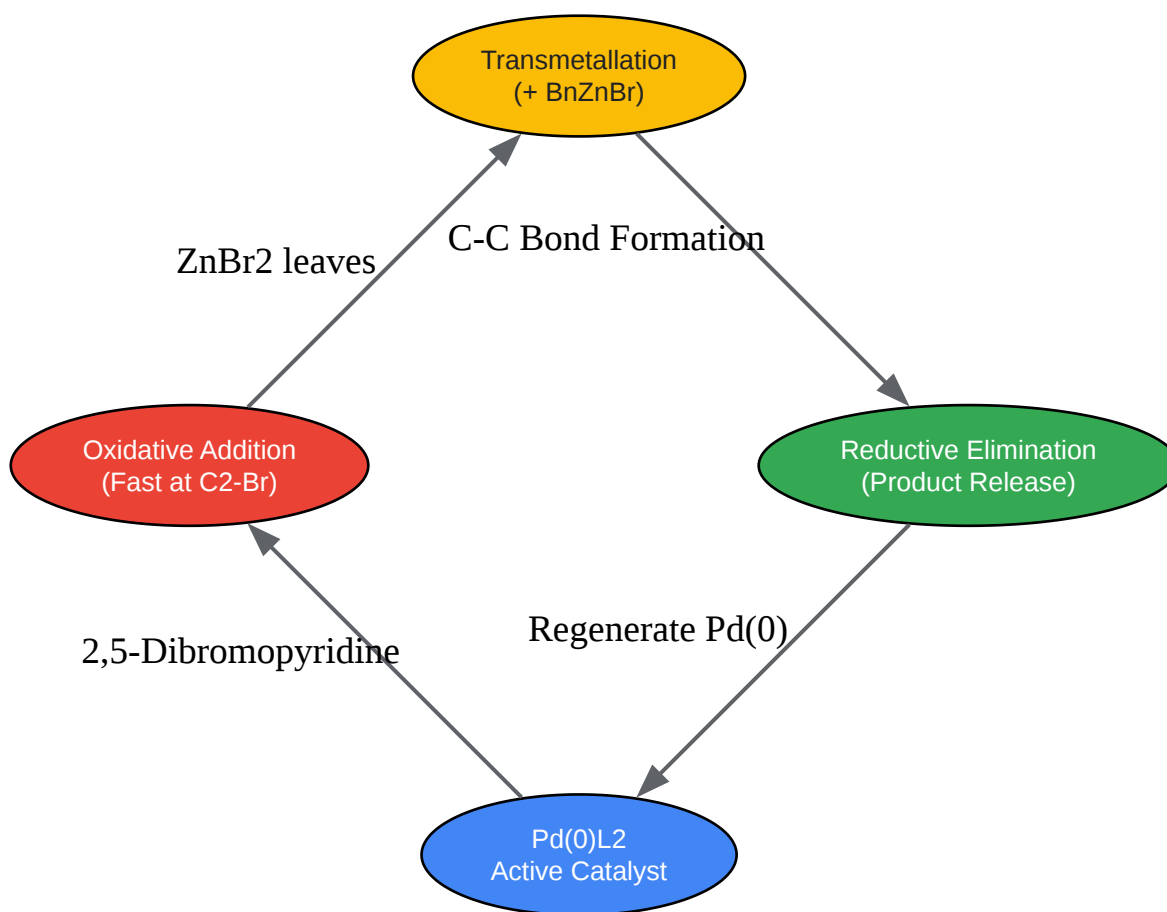 Transmetallation
(+ BnZnBr)
C-C Bond Formation
ZnBr2 leaves
Oxidative Addition
(Fast at C2-Br)
Reductive Elimination
(Product Release)
Regenerate Pd(0)
2,5-Dibromopyridine
Pd(0)L2
Active Catalyst